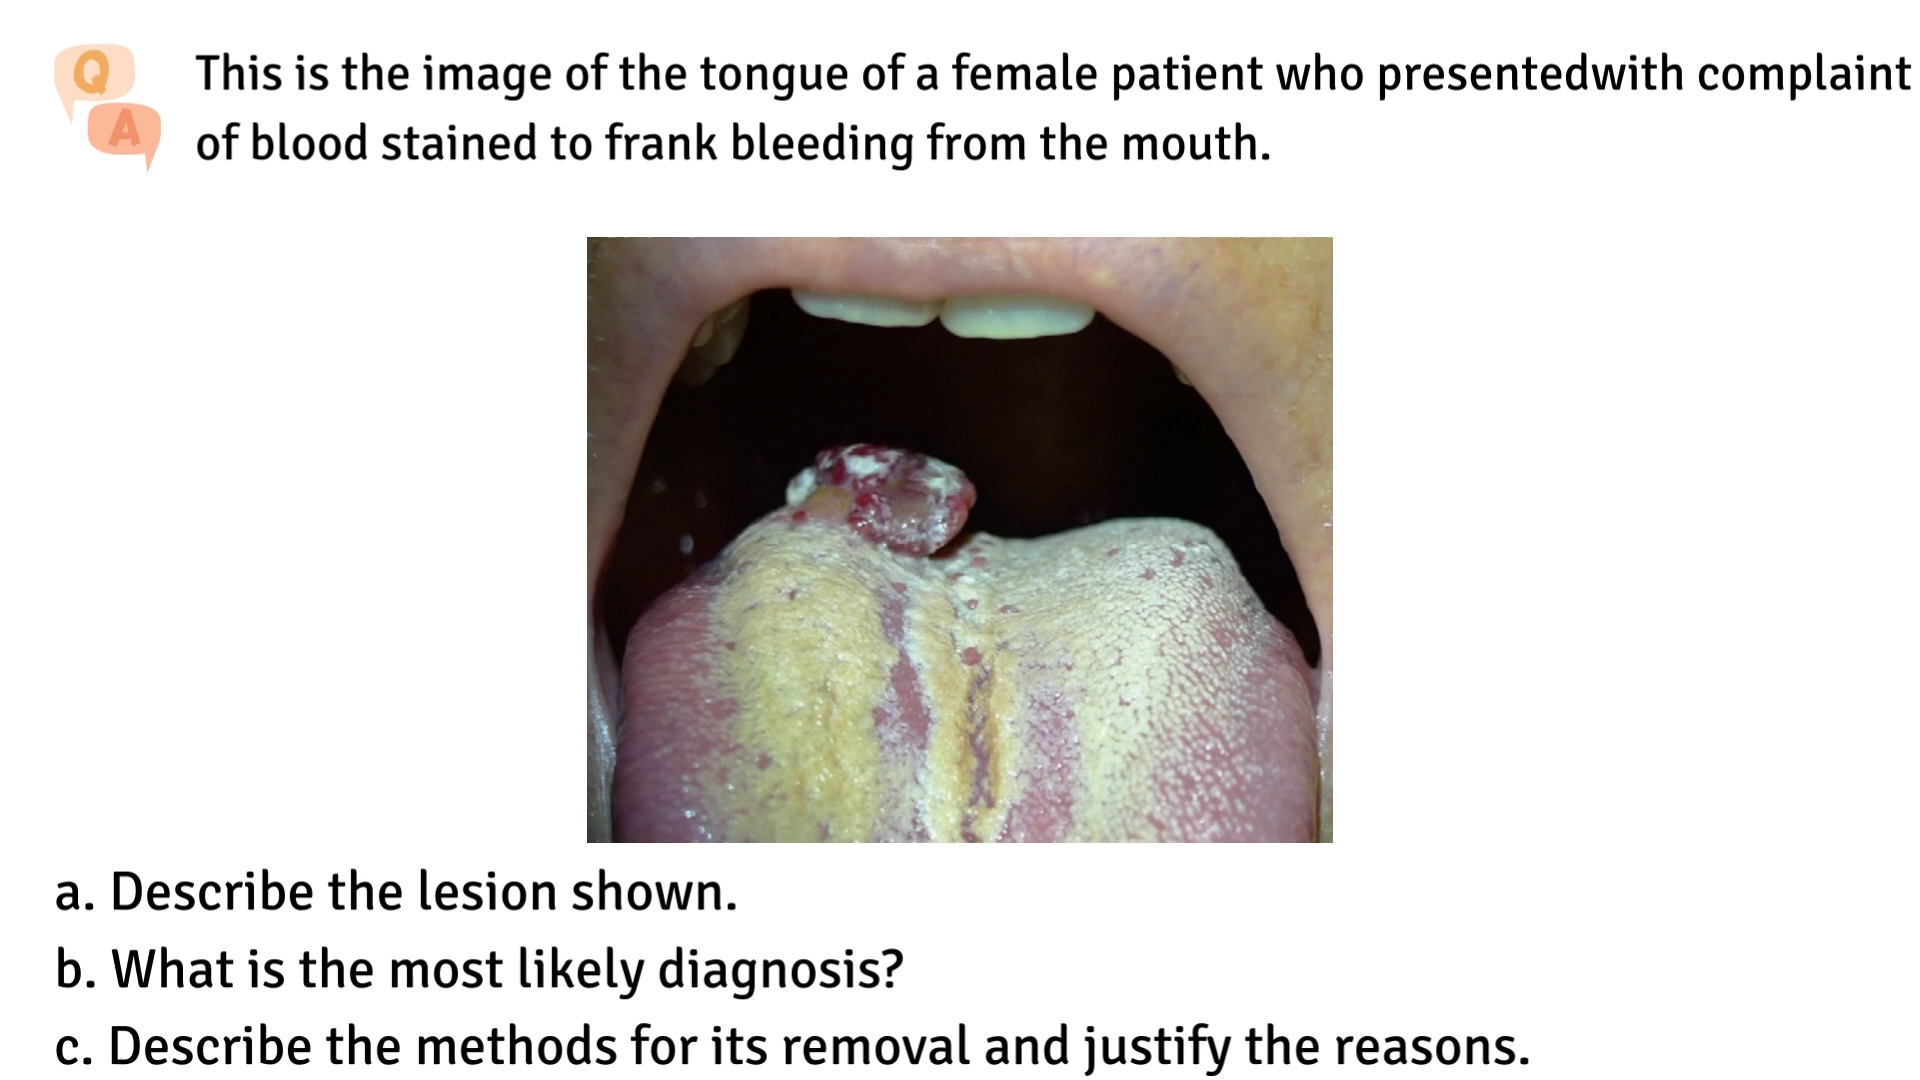 Q
A
This is the image of the tongue of a female patient who presentedwith complaint
of blood stained to frank bleeding from the mouth.
a. Describe the lesion shown.
b. What is the most likely diagnosis?
c. Describe the methods for its removal and justify the reasons.